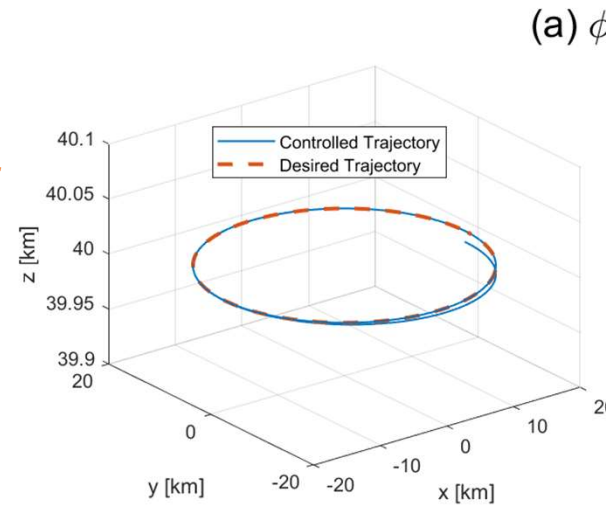 (a) ϕ
40.1
Controlled Trajectory
Desired Trajectory
40.05
40
z [km]
39.95
39.9
20
0
-20
y [km]
-20
-10
0
10
20
x [km]